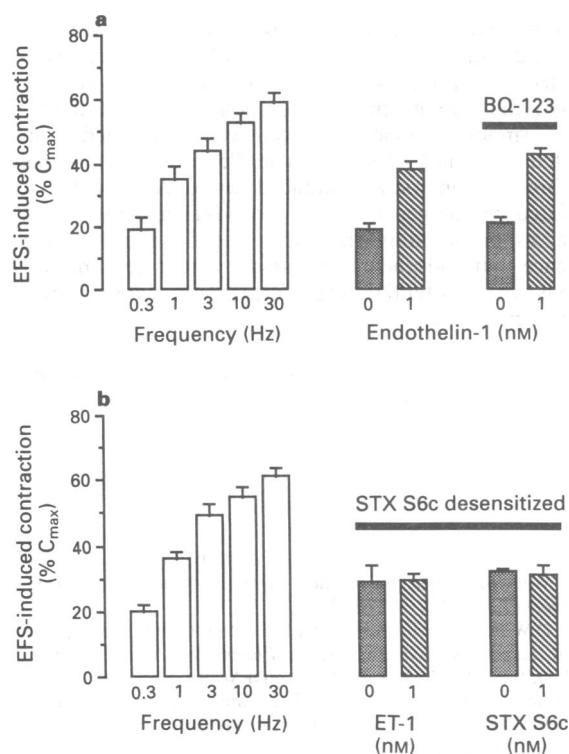 a
EFS-induced contraction
(% Cmax)
80
60
40
20
0
0.3 1 3 10 30
Frequency (Hz)
BQ-123
0 1 0 1
Endothelin-1 (nM)
b
EFS-induced contraction
(% Cmax)
80
60
40
20
0
0.3 1 3 10 30
Frequency (Hz)
STX S6c desensitized
0 1 0 1
ET-1 STX S6c
(nM) (nM)